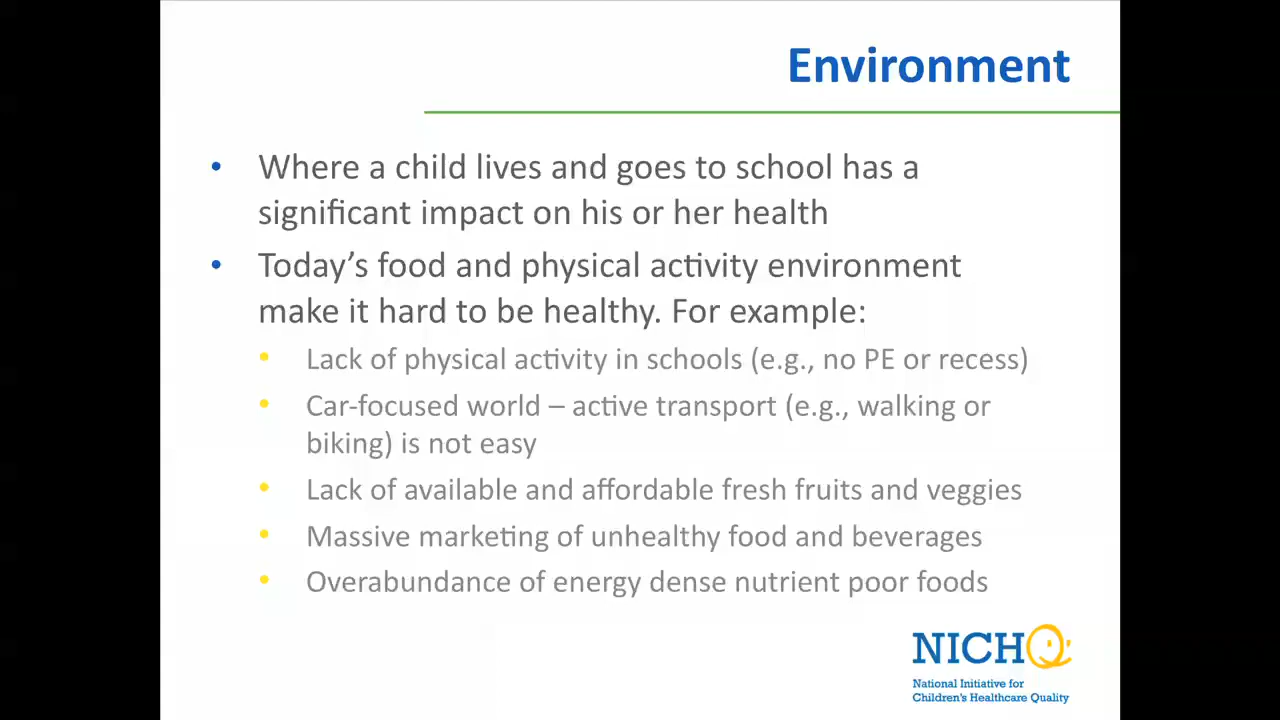 Environment
• Where a child lives and goes to school has a
significant impact on his or her health
• Today's food and physical activity environment
make it hard to be healthy. For example:
• Lack of physical activity in schools (e.g., no PE or recess)
• Car-focused world – active transport (e.g., walking or
biking) is not easy
• Lack of available and affordable fresh fruits and veggies
• Massive marketing of unhealthy food and beverages
• Overabundance of energy dense nutrient poor foods
NICHQ
National Initiative for
Children's Healthcare Quality